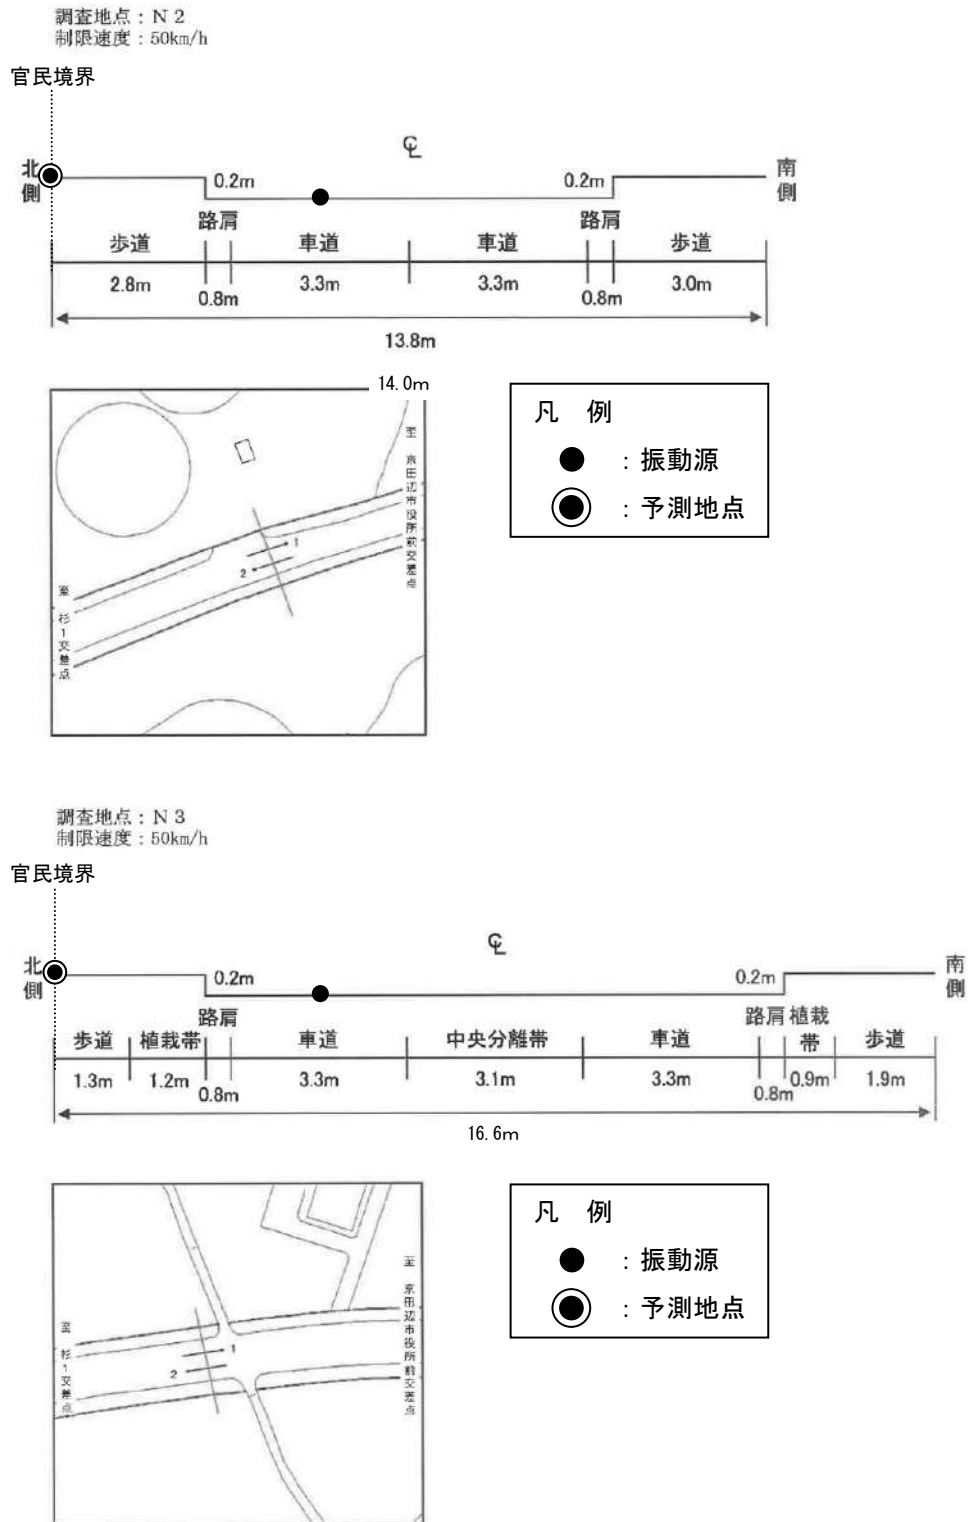 調査地点：N 2
制限速度：50km/h
官民境界
℄
北側
0.2m
0.2m
南側
路肩
路肩
歩道
車道
車道
歩道
2.8m
0.8m
3.3m
3.3m
0.8m
3.0m
13.8m
14.0m
至 京田辺市役所前交差点
1
2
至 杉1交差点
凡 例
：振動源
：予測地点
調査地点：N 3
制限速度：50km/h
官民境界
℄
北側
0.2m
0.2m
南側
路肩
路肩
植栽帯
歩道
植栽帯
車道
中央分離帯
車道
歩道
1.3m
1.2m
0.8m
3.3m
3.1m
3.3m
0.8m
0.9m
1.9m
16.6m
至 京田辺市役所前交差点
1
2
至 杉1交差点
凡 例
：振動源
：予測地点